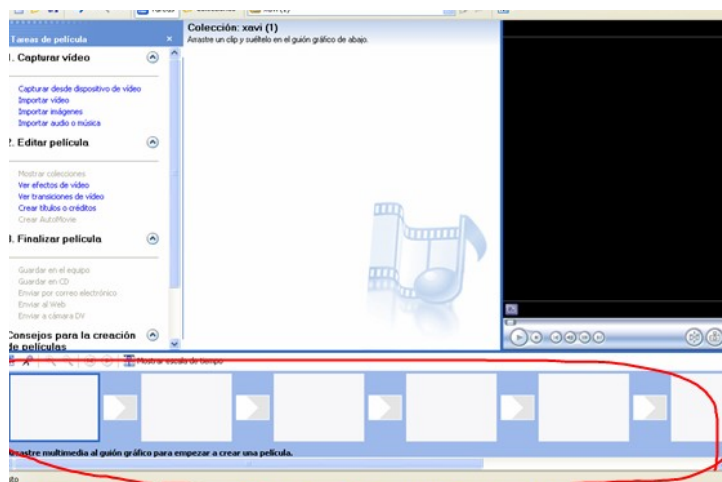 Tareas
xavi (1)
Tareas de película
1. Capturar vídeo
Capturar desde dispositivo de vídeo
Importar vídeo
Importar imágenes
Importar audio o música
2. Editar película
Mostrar colecciones
Ver efectos de vídeo
Ver transiciones de vídeo
Crear títulos o créditos
Crear AutoMovie
3. Finalizar película
Guardar en el equipo
Guardar en CD
Enviar por correo electrónico
Enviar al Web
Enviar a cámara DV
Consejos para la creación
de películas
Colección: xavi (1)
Arrastre un clip y suéltelo en el guión gráfico de abajo.
Mostrar escala de tiempo
Arrastre multimedia al guión gráfico para empezar a crear una película.